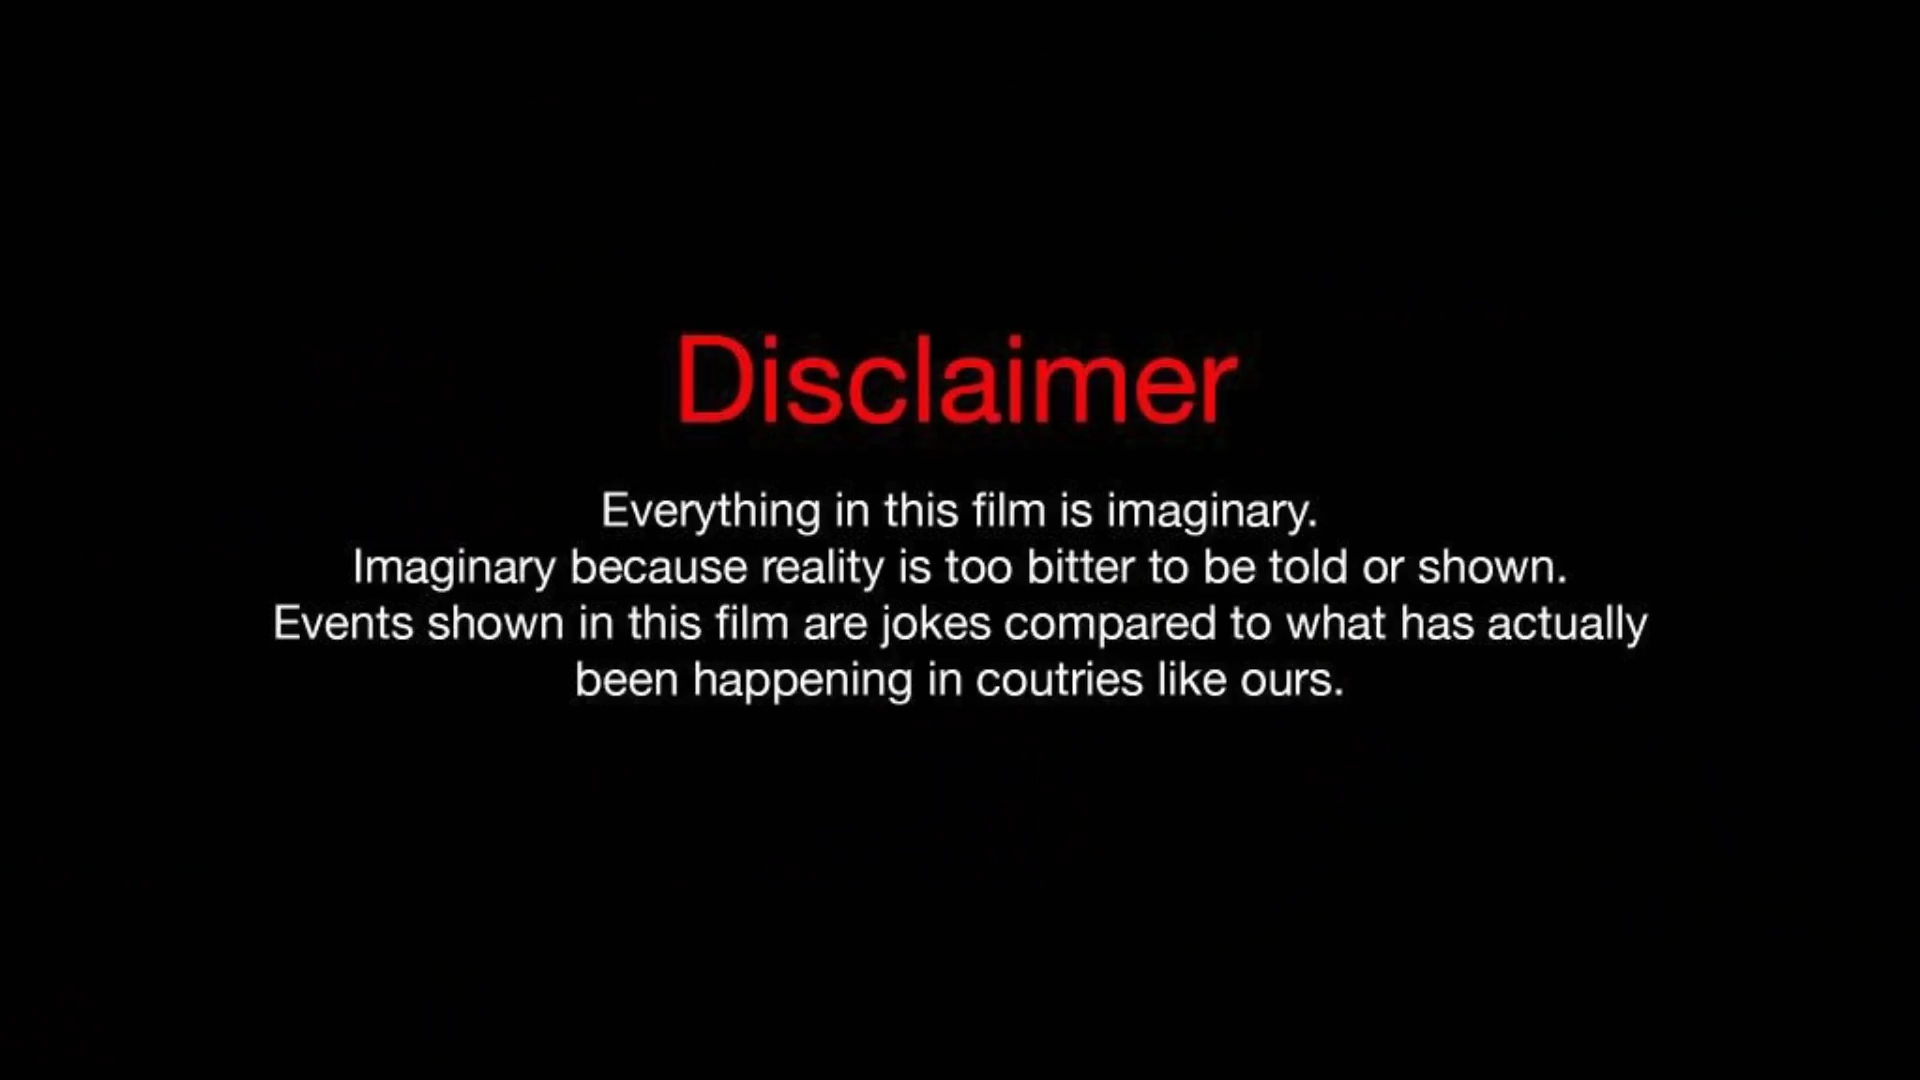 Disclaimer
Everything in this film is imaginary.
Imaginary because reality is too bitter to be told or shown.
Events shown in this film are jokes compared to what has actually
been happening in coutries like ours.